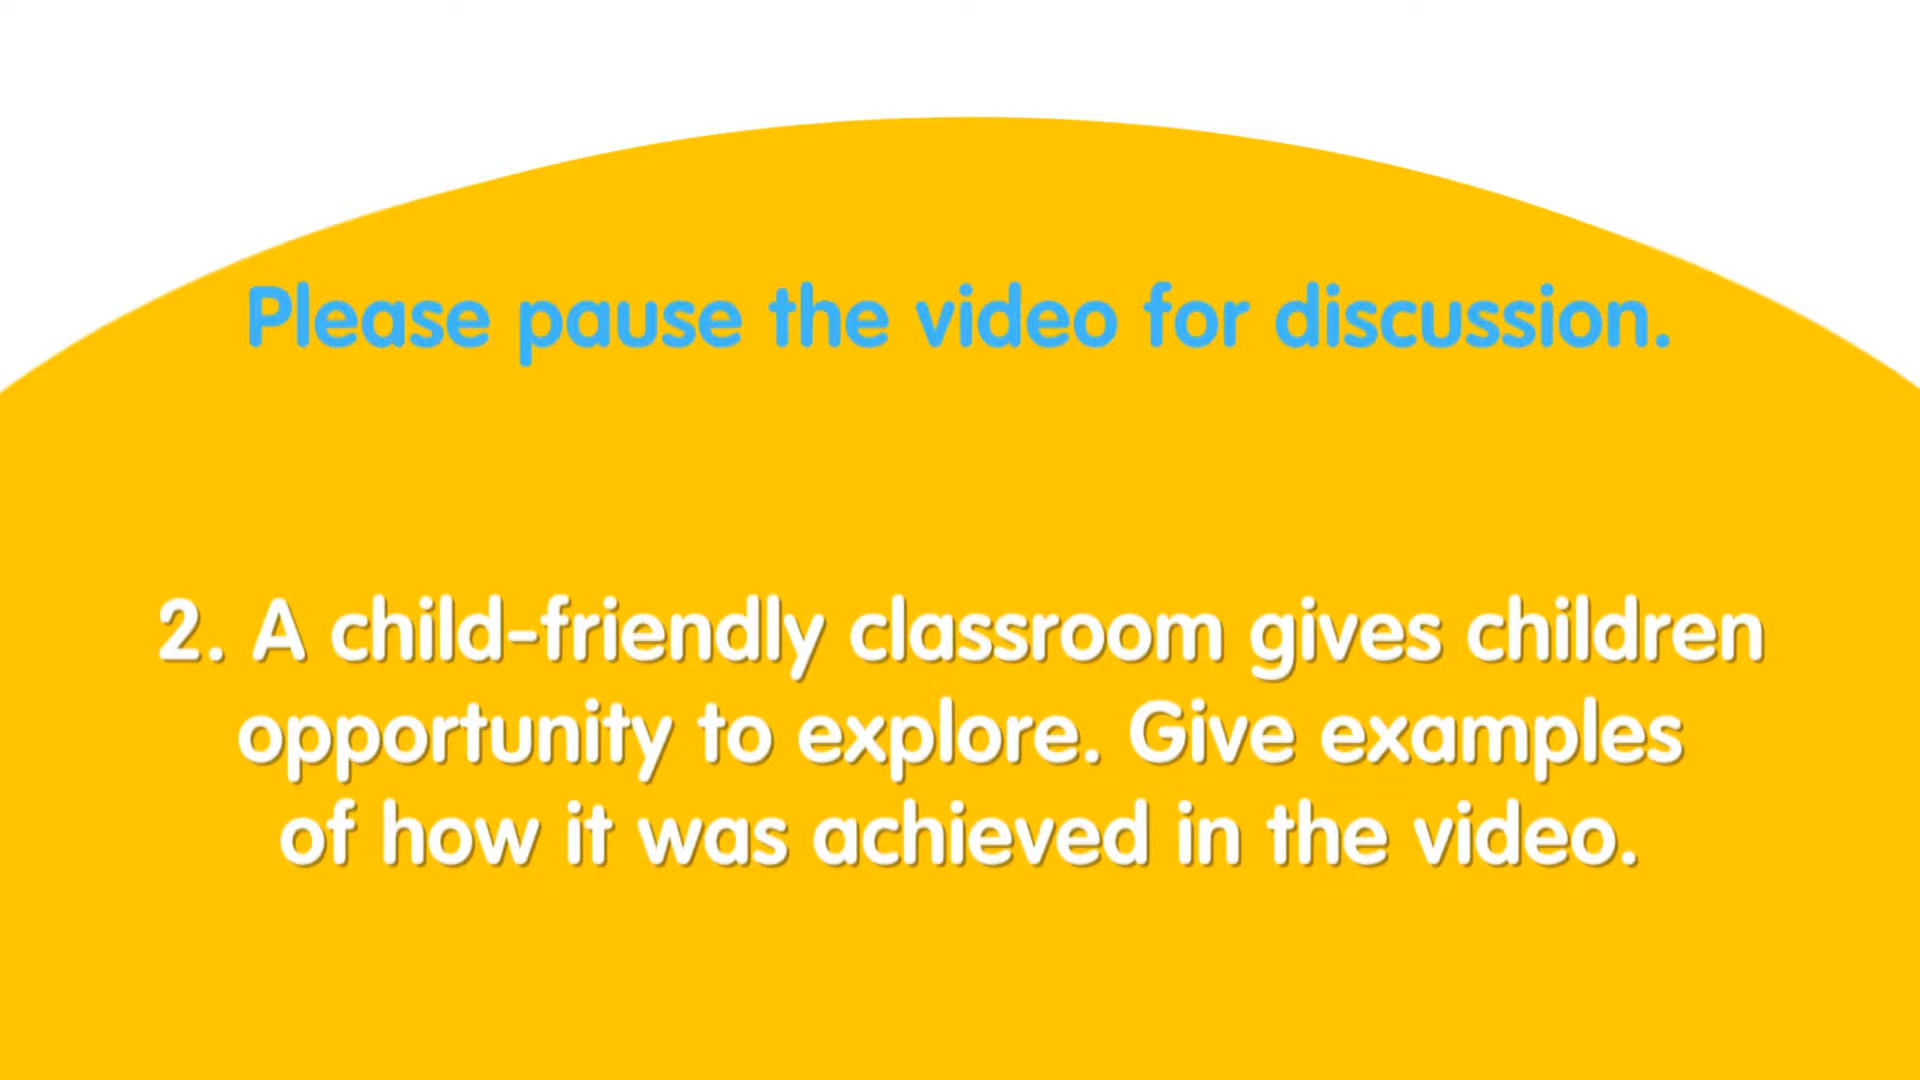 Please pause the video for discussion.
2. A child-friendly classroom gives children
opportunity to explore. Give examples
of how it was achieved in the video.